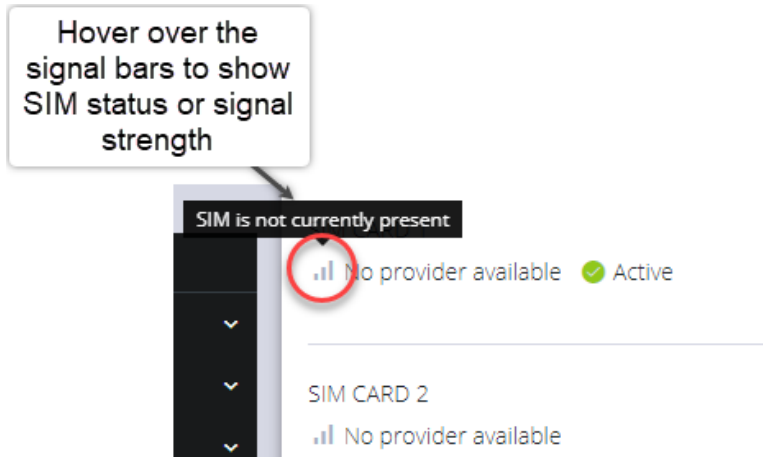 Hover over the
signal bars to show
SIM status or signal
strength
SIM is not currently present
No provider available Active
SIM CARD 2
No provider available